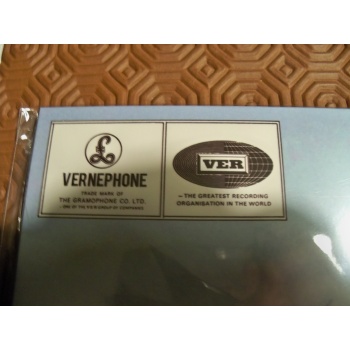 £
VERNEPHONE
TRADE MARK OF
THE GRAMOPHONE CO. LTD.
VER
— THE GREATEST RECORDING
ORGANISATION IN THE WORLD